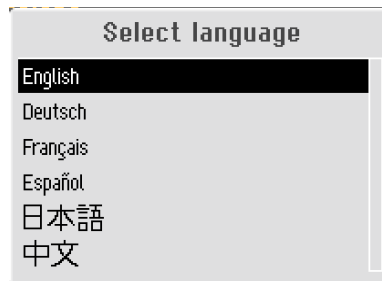 Select language
English
Deutsch
Français
Español
日本語
中文